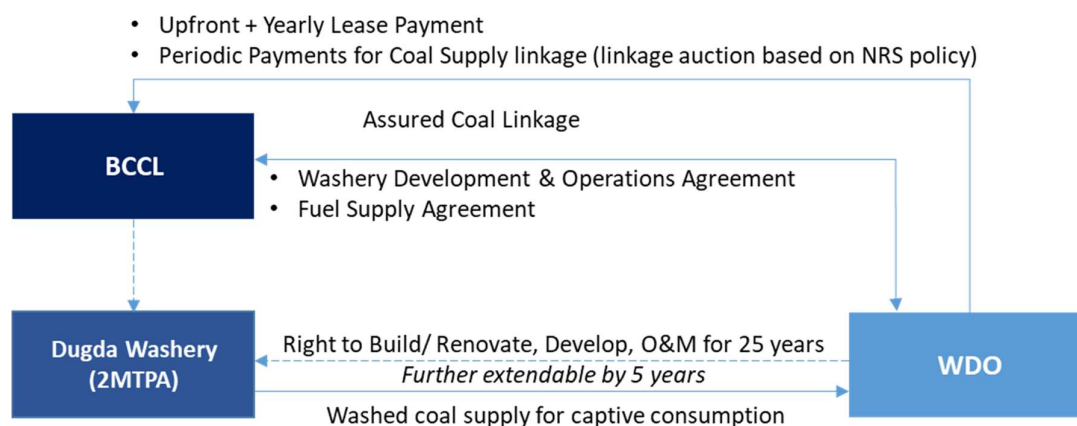 • Upfront + Yearly Lease Payment
• Periodic Payments for Coal Supply linkage (linkage auction based on NRS policy)
Assured Coal Linkage
BCCL
• Washery Development & Operations Agreement
• Fuel Supply Agreement
Dugda Washery
(2MTPA)
Right to Build/ Renovate, Develop, O&M for 25 years
Further extendable by 5 years
Washed coal supply for captive consumption
WDO